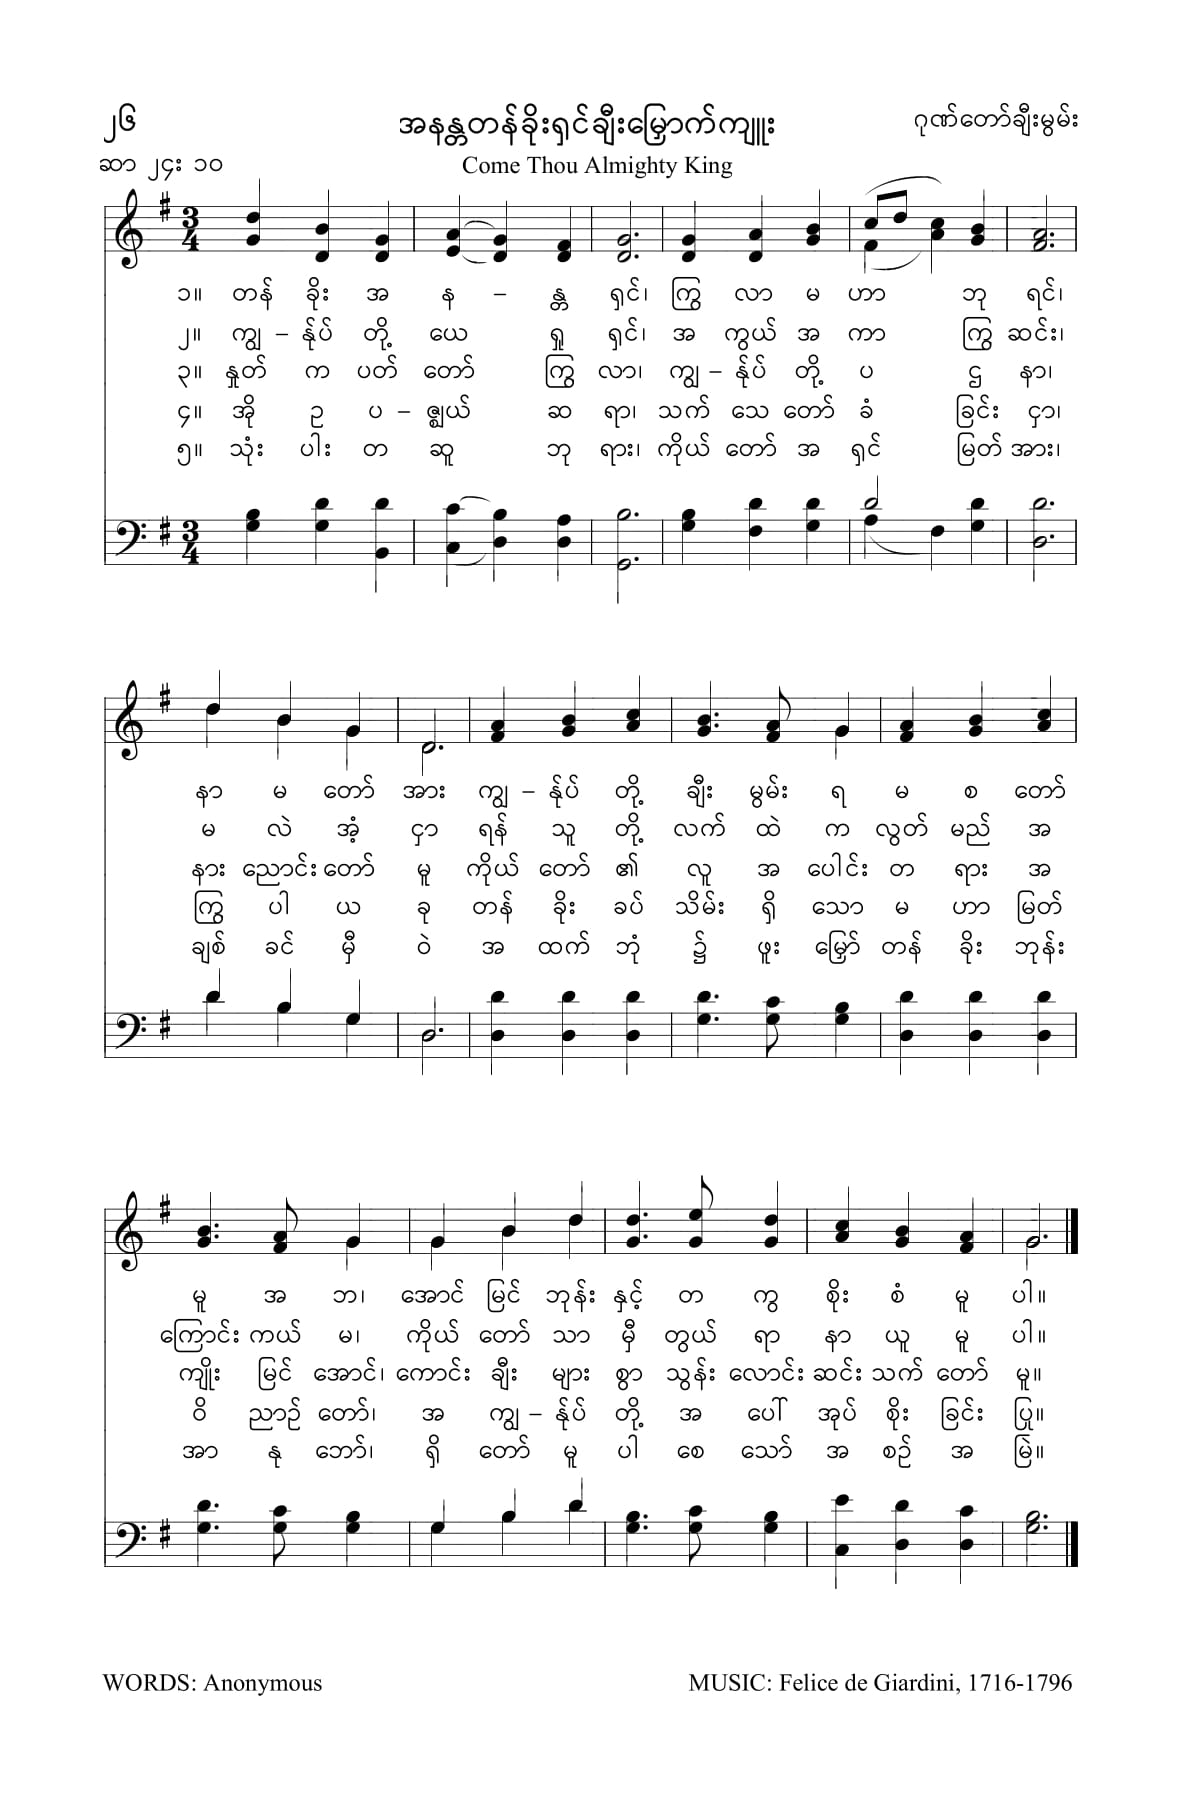 ၂၆
အနန္တတန်ခိုးရှင်ချီးမြှောက်ကျူး
ဂုဏ်တော်ချီးမွမ်း
ဆာ ၂၄း ၁၀
Come Thou Almighty King
၁။ တန် ခိုး အ န – န္တ ရှင်၊ ကြွ လာ မ ဟာ ဘု ရင်၊
၂။ ကျွ – န်ုပ် တို့ ယေ ရှု ရှင်၊ အ ကွယ် အ ကာ ကြွ ဆင်း၊
၃။ နှုတ် က ပတ် တော် ကြွ လာ၊ ကျွ – န်ုပ် တို့ ပ ဌ နာ၊
၄။ အို ဥ ပ – ဇ္ဈယ် ဆ ရာ၊ သက် သေ တော် ခံ ခြင်း ငှာ၊
၅။ သုံး ပါး တ ဆူ ဘု ရား၊ ကိုယ် တော် အ ရှင် မြတ် အား၊
နာ မ တော် အား ကျွ – န်ုပ် တို့ ချီး မွမ်း ရ မ စ တော်
မ လဲ အံ့ ငှာ ရန် သူ တို့ လက် ထဲ က လွတ် မည် အ
နား ညောင်း တော် မူ ကိုယ် တော် ၏ လူ အ ပေါင်း တ ရား အ
ကြွ ပါ ယ ခု တန် ခိုး ခပ် သိမ်း ရှိ သော မ ဟာ မြတ်
ချစ် ခင် မှီ ဝဲ အ ထက် ဘုံ ၌ ဖူး မြှော် တန် ခိုး ဘုန်း
မူ အ ဘ၊ အောင် မြင် ဘုန်း နှင့် တ ကွ စိုး စံ မူ ပါ။
ကြောင်း ကယ် မ၊ ကိုယ် တော် သာ မှီ တွယ် ရာ နာ ယူ မူ ပါ။
ကျိုး မြင် အောင်၊ ကောင်း ချီး များ စွာ သွန်း လောင်း ဆင်း သက် တော် မူ။
ဝိ ညာဉ် တော်၊ အ ကျွ – န်ုပ် တို့ အ ပေါ် အုပ် စိုး ခြင်း ပြု။
အာ နု ဘော်၊ ရှိ တော် မူ ပါ စေ သော် အ စဉ် အ မြဲ။
WORDS: Anonymous
MUSIC: Felice de Giardini, 1716-1796